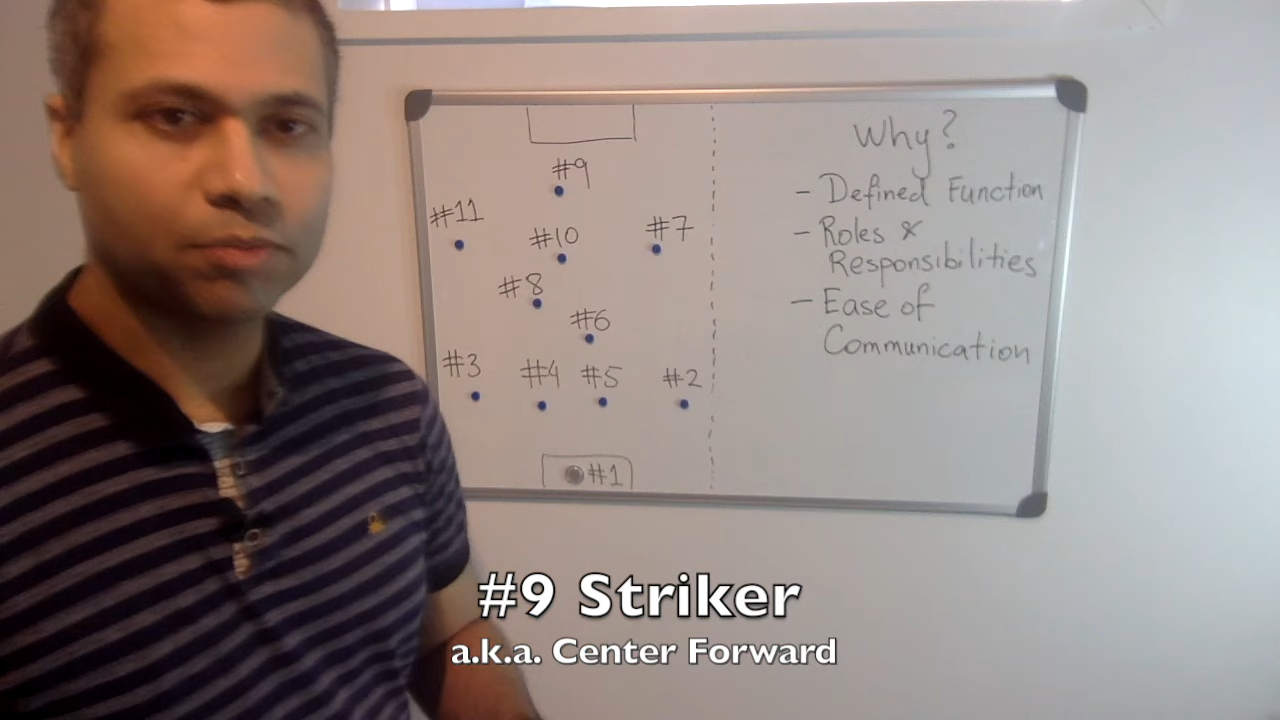 #9
#11
#10
#7
#8
#6
#3
#4
#5
#2
#1
Why?
- Defined Function
- Roles &
Responsibilities
- Ease of
Communication
#9 Striker
a.k.a. Center Forward